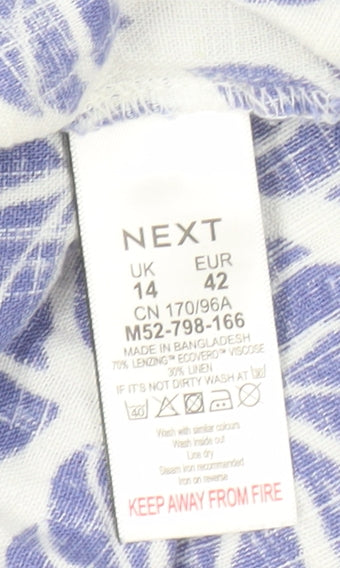 NEXT
UK EUR
14 42
CN 170/96A
M52-798-166
MADE IN BANGLADESH
70% LENZING™ ECOVERO™ VISCOSE
30% LINEN
IF IT'S NOT DIRTY WASH AT 30
40
Wash with similar colours
Wash inside out
Line dry
Steam iron recommended
Iron on reverse
KEEP AWAY FROM FIRE